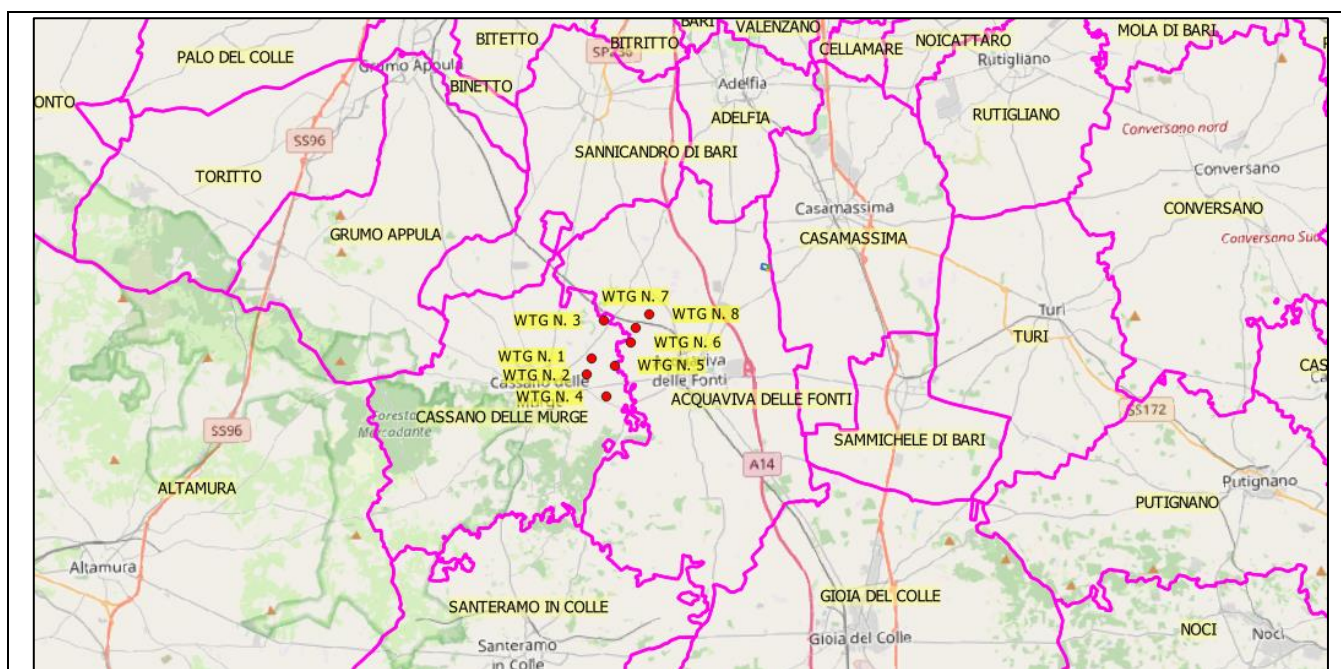 BARI
VALENZANO
MOLA DI BARI
BITETTO
BITRITTO
CELLAMARE
NOICATTARO
PALO DEL COLLE
Grumo Appula
Rutigliano
BINETTO
Adelfia
ONTO
ADELFIA
RUTIGLIANO
Conversano nord
SS96
SANNICANDRO DI BARI
TORITTO
Conversano
Casamassima
CONVERSANO
GRUMO APPULA
CASAMASSIMA
WTG N. 7
WTG N. 3
WTG N. 8
Turi
TURI
WTG N. 6
WTG N. 1
WTG N. 5
WTG N. 2
Cassano delle
Murge
delle Fonti
WTG N. 4
ACQUAVIVA DELLE FONTI
CASSANO DELLE MURGE
Foresta
Mercadante
SS172
SS96
SAMMICHELE DI BARI
A14
ALTAMURA
Putignano
PUTIGNANO
Altamura
GIOIA DEL COLLE
SANTERAMO IN COLLE
NOCI
Noci
Santeramo
in Colle
Gioia del Colle